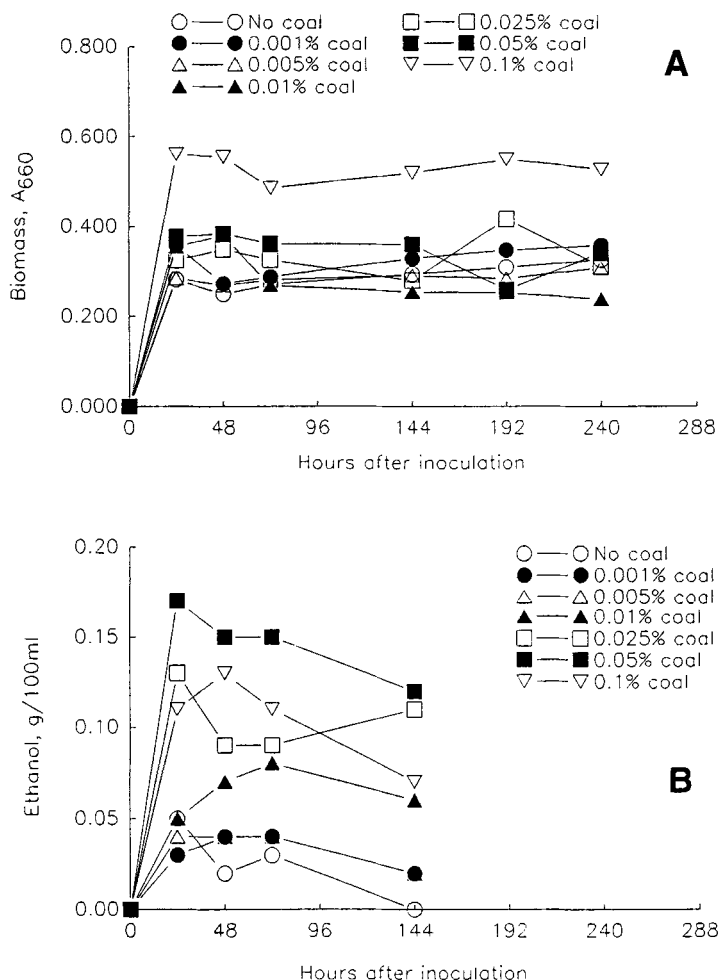 No coal
0.001% coal
0.005% coal
0.01% coal
0.025% coal
0.05% coal
0.1% coal
A
0.800
0.600
0.400
0.200
0.000
Biomass, A660
0 48 96 144 192 240 288
Hours after inoculation
0.20
0.15
0.10
0.05
0.00
Ethanol, g/100ml
No coal
0.001% coal
0.005% coal
0.01% coal
0.025% coal
0.05% coal
0.1% coal
B
0 48 96 144 192 240 288
Hours after inoculation